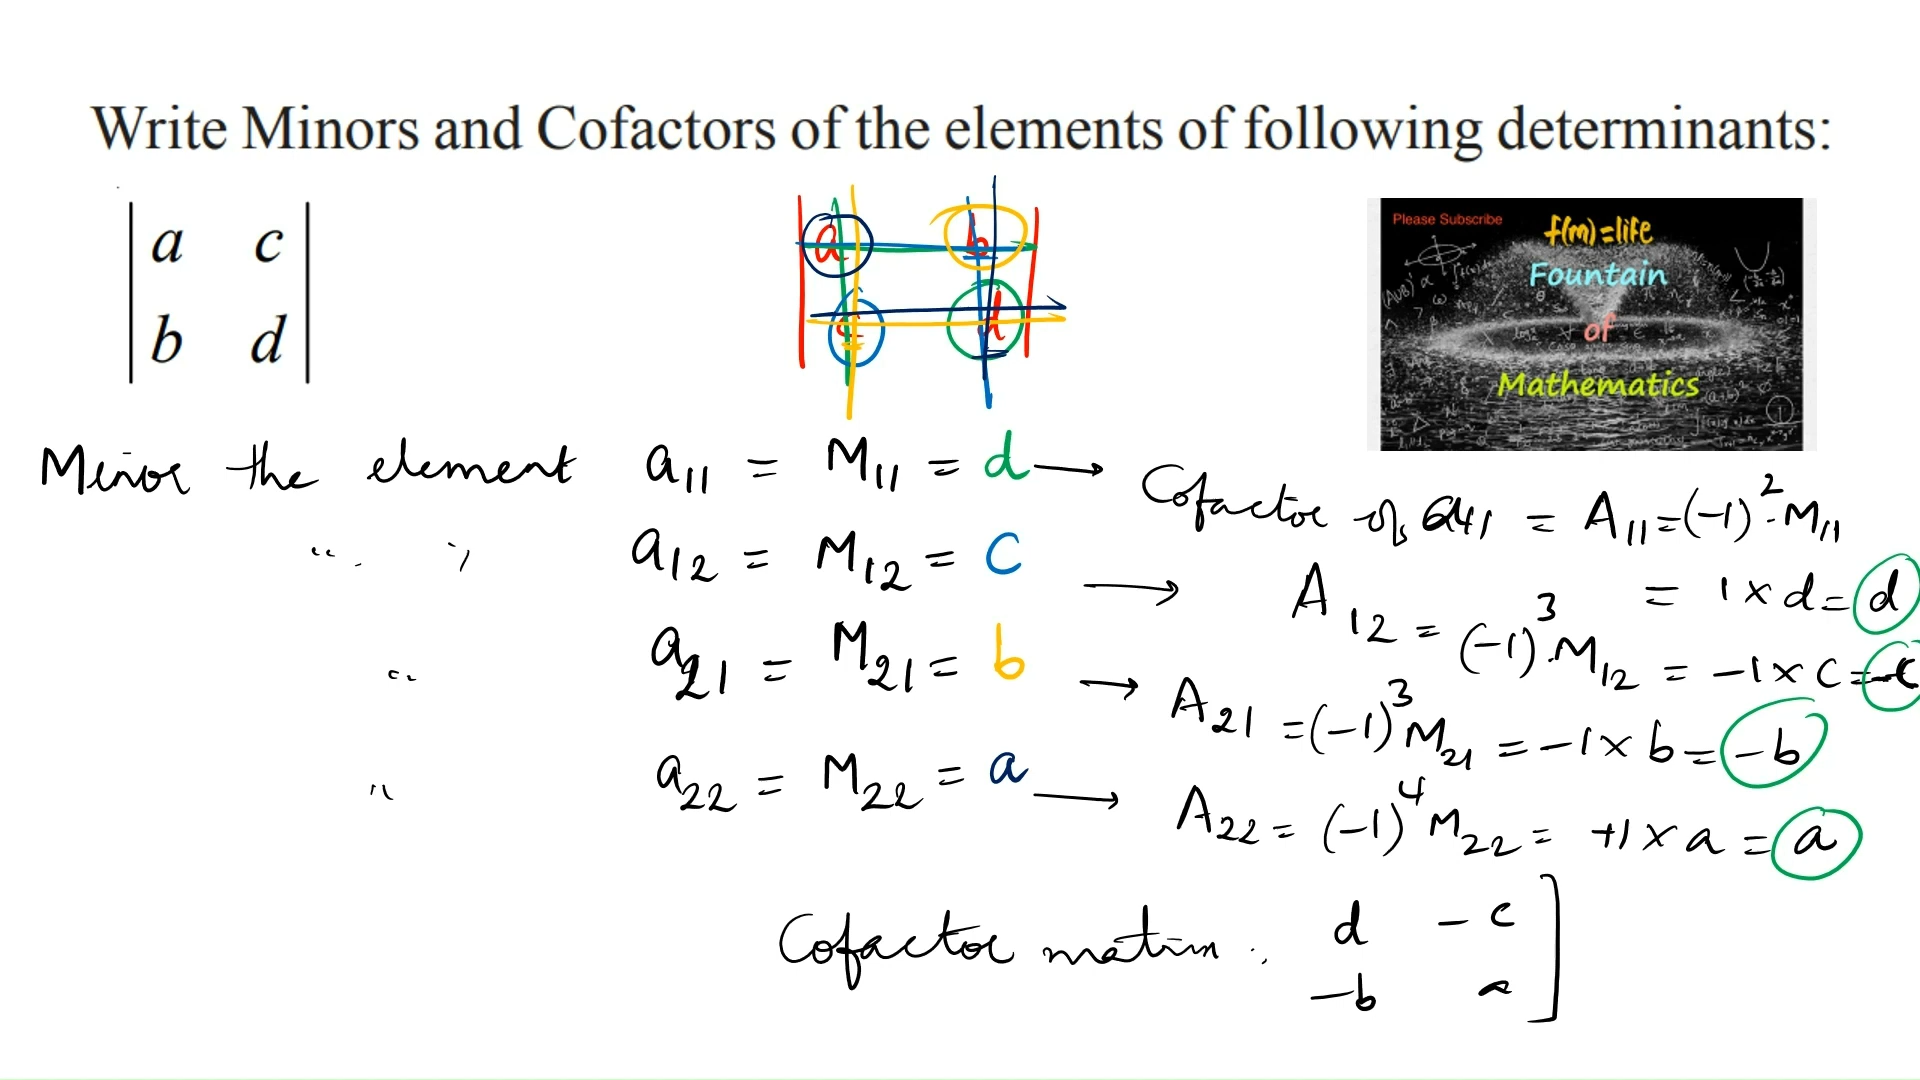 Write Minors and Cofactors of the elements of following determinants:
a c
b d
a b
c d
Please Subscribe
f(m)=life
Fountain
of
Mathematics
Minor the element a11 = M11 = d → Cofactor of a11 = A11 = (-1)^2 . M11
= 1 × d = d
" " a12 = M12 = c → A12 = (-1)^3 . M12 = -1 × c = -c
" a21 = M21 = b → A21 = (-1)^3 M21 = -1 × b = -b
" a22 = M22 = a → A22 = (-1)^4 M22 = +1 × a = a
Cofactor matrix : d -c
-b a ]